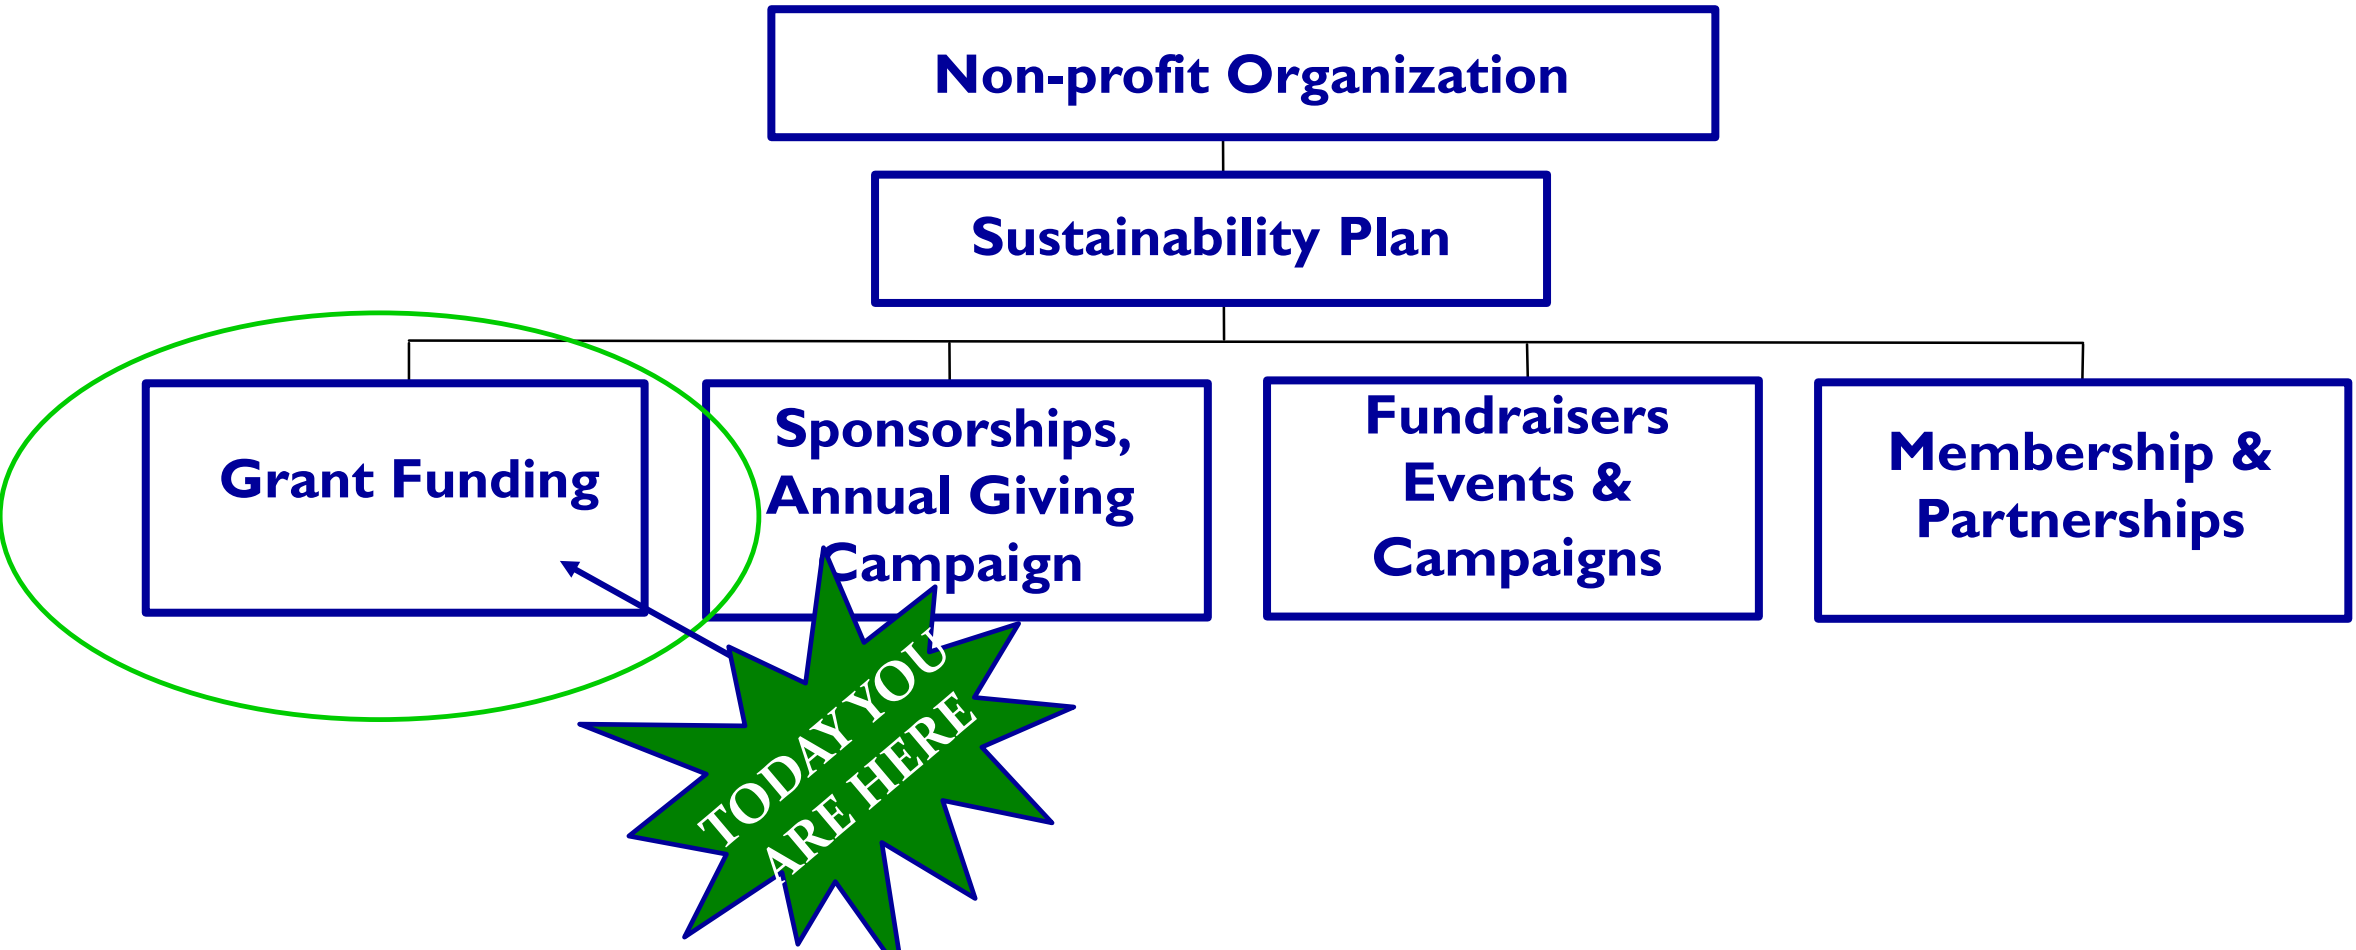 Non-profit Organization
Sustainability Plan
Grant Funding
Sponsorships,
Annual Giving
Campaign
Fundraisers
Events &
Campaigns
Membership &
Partnerships
TODAY YOU
ARE HERE